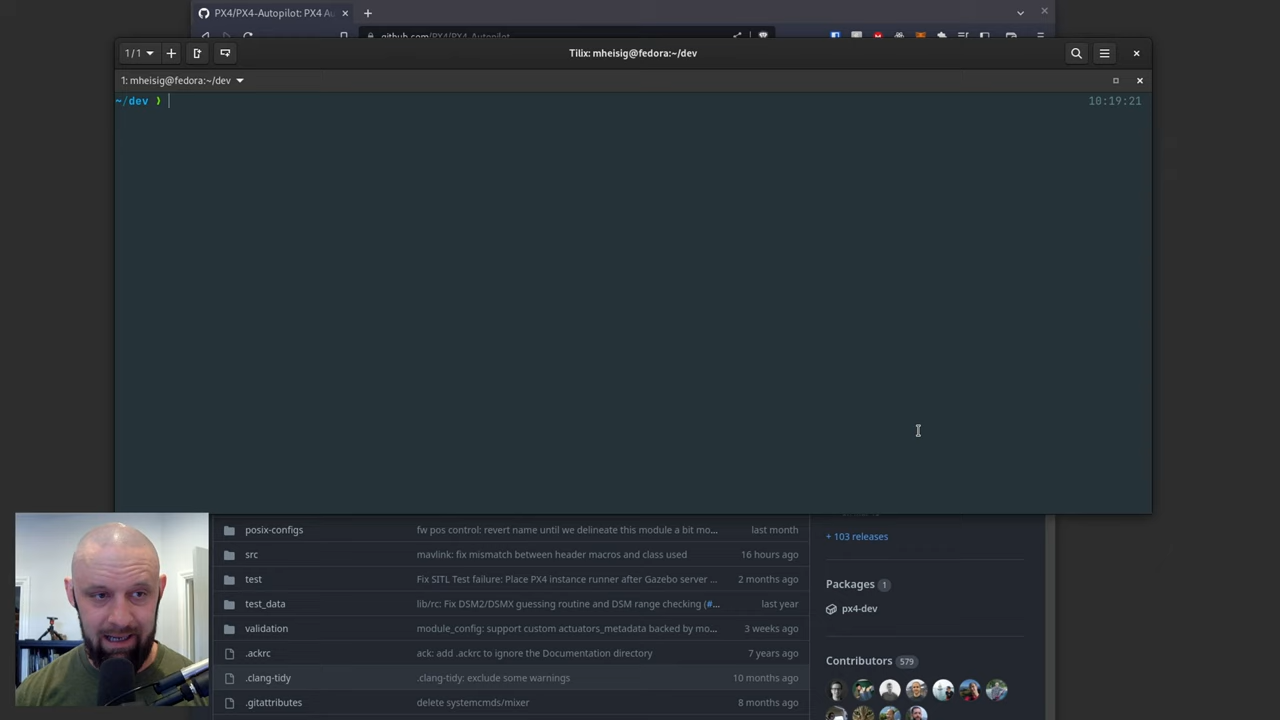 PX4/PX4-Autopilot: PX4 Au
github.com/PX4/PX4-Autopilot
1/1
Tilix: mheisig@fedora:~/dev
1: mheisig@fedora:~/dev
~/dev ⟩
10:19:21
posix-configs fw pos control: revert name until we delineate this module a bit mo... last month
src mavlink: fix mismatch between header macros and class used 16 hours ago
test Fix SITL Test failure: Place PX4 instance runner after Gazebo server ... 2 months ago
test_data lib/rc: Fix DSM2/DSMX guessing routine and DSM range checking (#... last year
validation module_config: support custom actuators_metadata backed by mo... 3 weeks ago
.ackrc ack: add .ackrc to ignore the Documentation directory 7 years ago
.clang-tidy .clang-tidy: exclude some warnings 10 months ago
.gitattributes delete systemcmds/mixer 8 months ago
+ 103 releases
Packages 1
px4-dev
Contributors 579